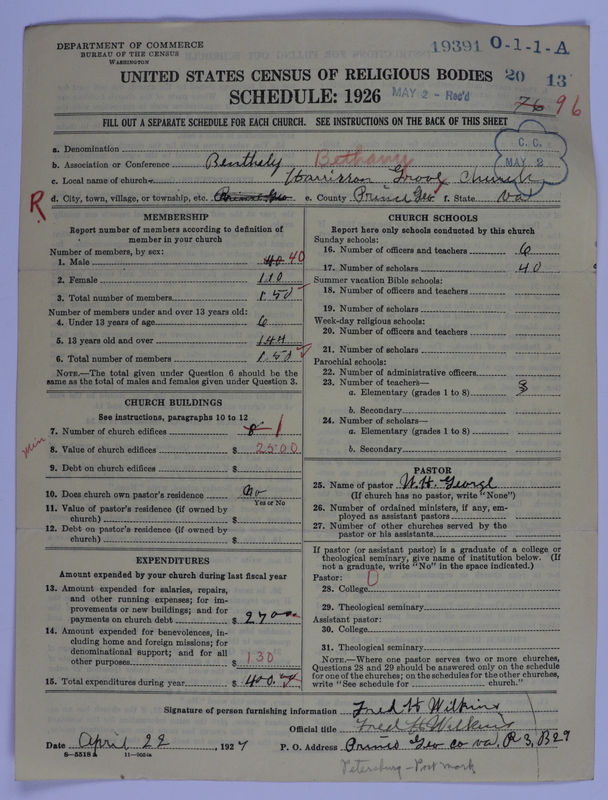 DEPARTMENT OF COMMERCE
BUREAU OF THE CENSUS
WASHINGTON
19391 O-1-1-A
UNITED STATES CENSUS OF RELIGIOUS BODIES 20 13
SCHEDULE: 1926 MAY 2 - Rec'd
76 96
FILL OUT A SEPARATE SCHEDULE FOR EACH CHURCH. SEE INSTRUCTIONS ON THE BACK OF THIS SHEET
C. C.
MAY 2
a. Denomination
b. Association or Conference Benthely Bethany
c. Local name of church Harrison Grove Church
R d. City, town, village, or township, etc. Prince Geo e. County Prince Geo f. State Va
MEMBERSHIP
Report number of members according to definition of
member in your church
Number of members, by sex:
1. Male 40 40
2. Female 110
3. Total number of members 150
Number of members under and over 13 years old:
4. Under 13 years of age 6
5. 13 years old and over 144
6. Total number of members 150
NOTE.—The total given under Question 6 should be the
same as the total of males and females given under Question 3.
CHURCH BUILDINGS
See instructions, paragraphs 10 to 12
7. Number of church edifices 1
8. Value of church edifices $ 2500
9. Debt on church edifices $
10. Does church own pastor's residence no
Yes or No
11. Value of pastor's residence (if owned by
church) $
12. Debt on pastor's residence (if owned by
church) $
EXPENDITURES
Amount expended by your church during last fiscal year
13. Amount expended for salaries, repairs,
and other running expenses; for im-
provements or new buildings; and for
payments on church debt $ 270
14. Amount expended for benevolences, in-
cluding home and foreign missions; for
denominational support; and for all
other purposes $ 130
15. Total expenditures during year $ 400
CHURCH SCHOOLS
Report here only schools conducted by this church
Sunday schools:
16. Number of officers and teachers 6
17. Number of scholars 40
Summer vacation Bible schools:
18. Number of officers and teachers
19. Number of scholars
Week-day religious schools:
20. Number of officers and teachers
21. Number of scholars
Parochial schools:
22. Number of administrative officers
23. Number of teachers—
a. Elementary (grades 1 to 8)
b. Secondary
24. Number of scholars—
a. Elementary (grades 1 to 8)
b. Secondary
PASTOR
25. Name of pastor W. H. George
(If church has no pastor, write "None")
26. Number of ordained ministers, if any, em-
ployed as assistant pastors
27. Number of other churches served by the
pastor or his assistants
If pastor (or assistant pastor) is a graduate of a college or
theological seminary, give name of institution below. (If
not a graduate, write "No" in the space indicated.)
Pastor:
28. College 0
29. Theological seminary
Assistant pastor:
30. College
31. Theological seminary
NOTE.—Where one pastor serves two or more churches,
Questions 28 and 29 should be answered only on the schedule
for one of the churches; on the schedules for the other churches,
write "See schedule for church."
Signature of person furnishing information Fred H Wilkins
Official title Fred H Wilkins
Date April 22, 1927 P. O. Address Prince Geo co va, R 3, B 29
8-5518 A
Petersburg - Post mark